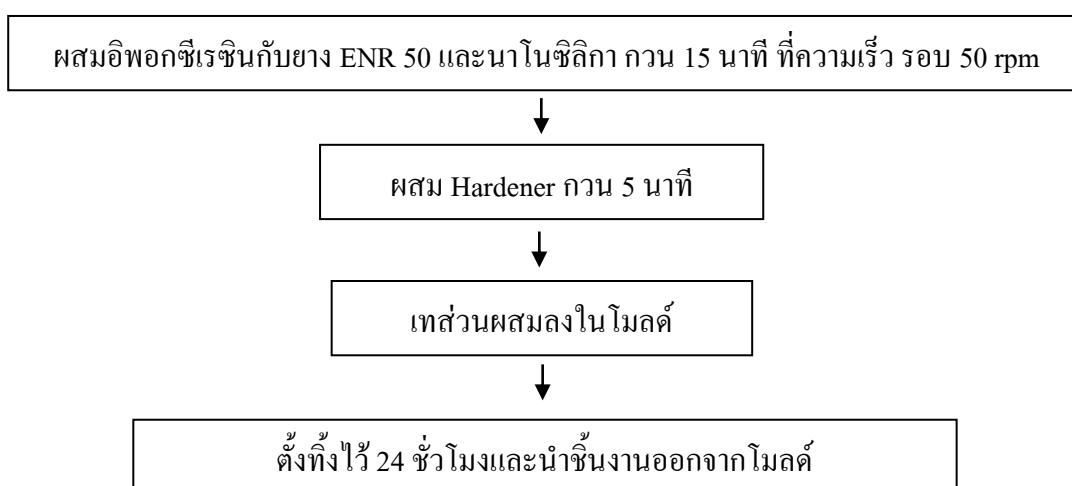 ผสมอิพอกซีเรซินกับยาง ENR 50 และนาโนซิลิกา กวน 15 นาที ที่ความเร็ว รอบ 50 rpm
ผสม Hardener กวน 5 นาที
เทส่วนผสมลงในโมลด์
ตั้งทิ้งไว้ 24 ชั่วโมงและนำชิ้นงานออกจากโมลด์